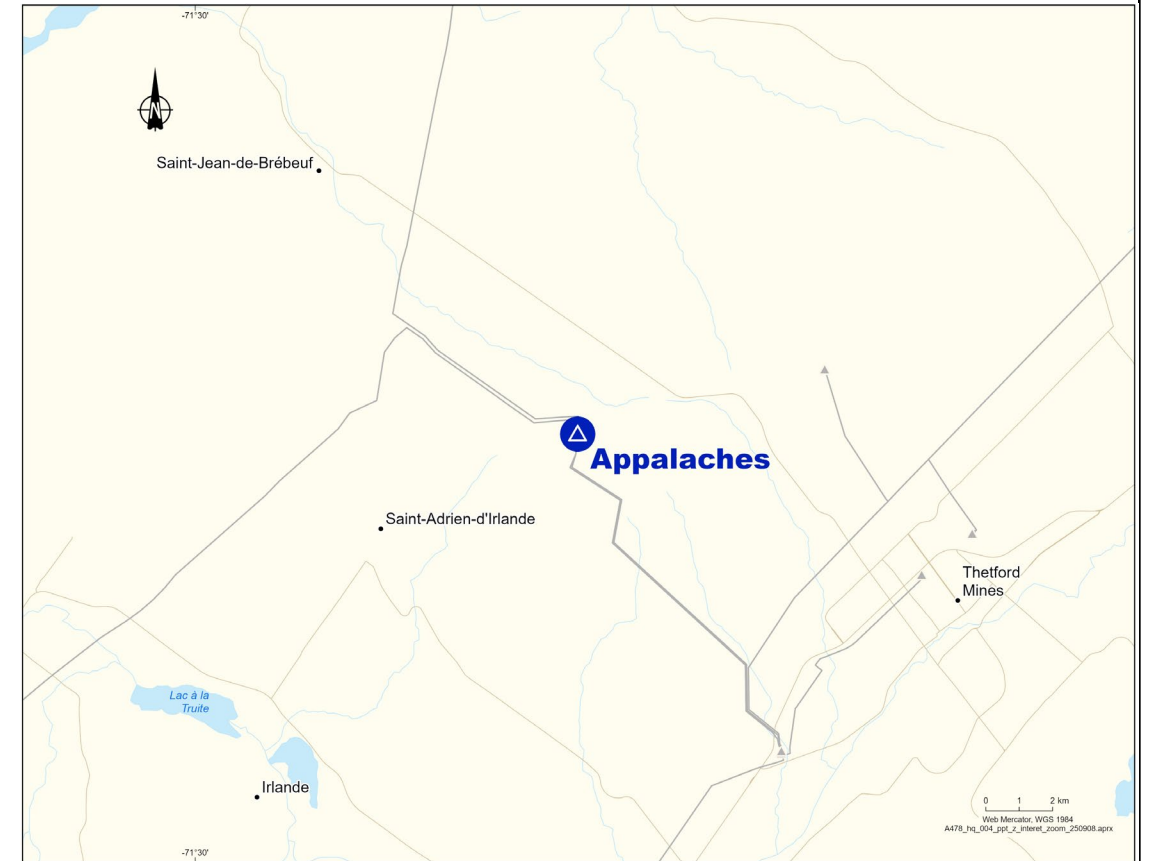 -71°30'
N
Saint-Jean-de-Brébeuf
Appalaches
Saint-Adrien-d'Irlande
Thetford
Mines
Lac à la
Truite
Irlande
0 1 2 km
Web Mercator, WGS 1984
A478_hq_004_ppt_z_interet_zoom_250908.aprx
-71°30'